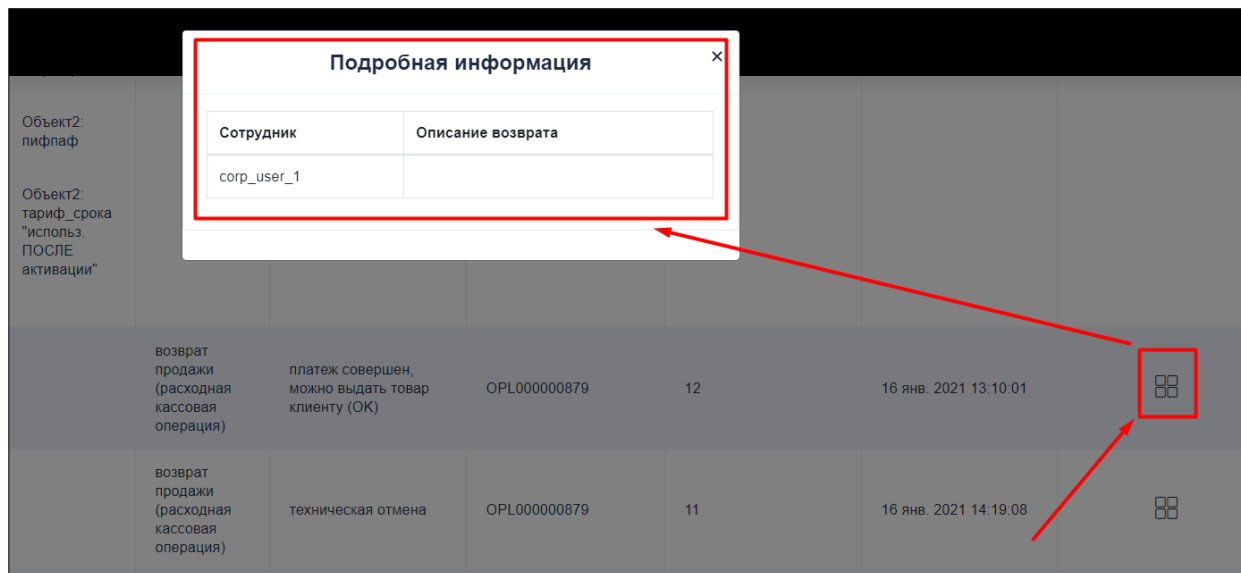 Подробная информация
×
Сотрудник
Описание возврата
corp_user_1
Объект2:
пифпаф
Объект2:
тариф_срока
"использ.
ПОСЛЕ
активации"
возврат
продажи
(расходная
кассовая
операция)
платеж совершен,
можно выдать товар
клиенту (OK)
OPL000000879
12
16 янв. 2021 13:10:01
возврат
продажи
(расходная
кассовая
операция)
техническая отмена
OPL000000879
11
16 янв. 2021 14:19:08